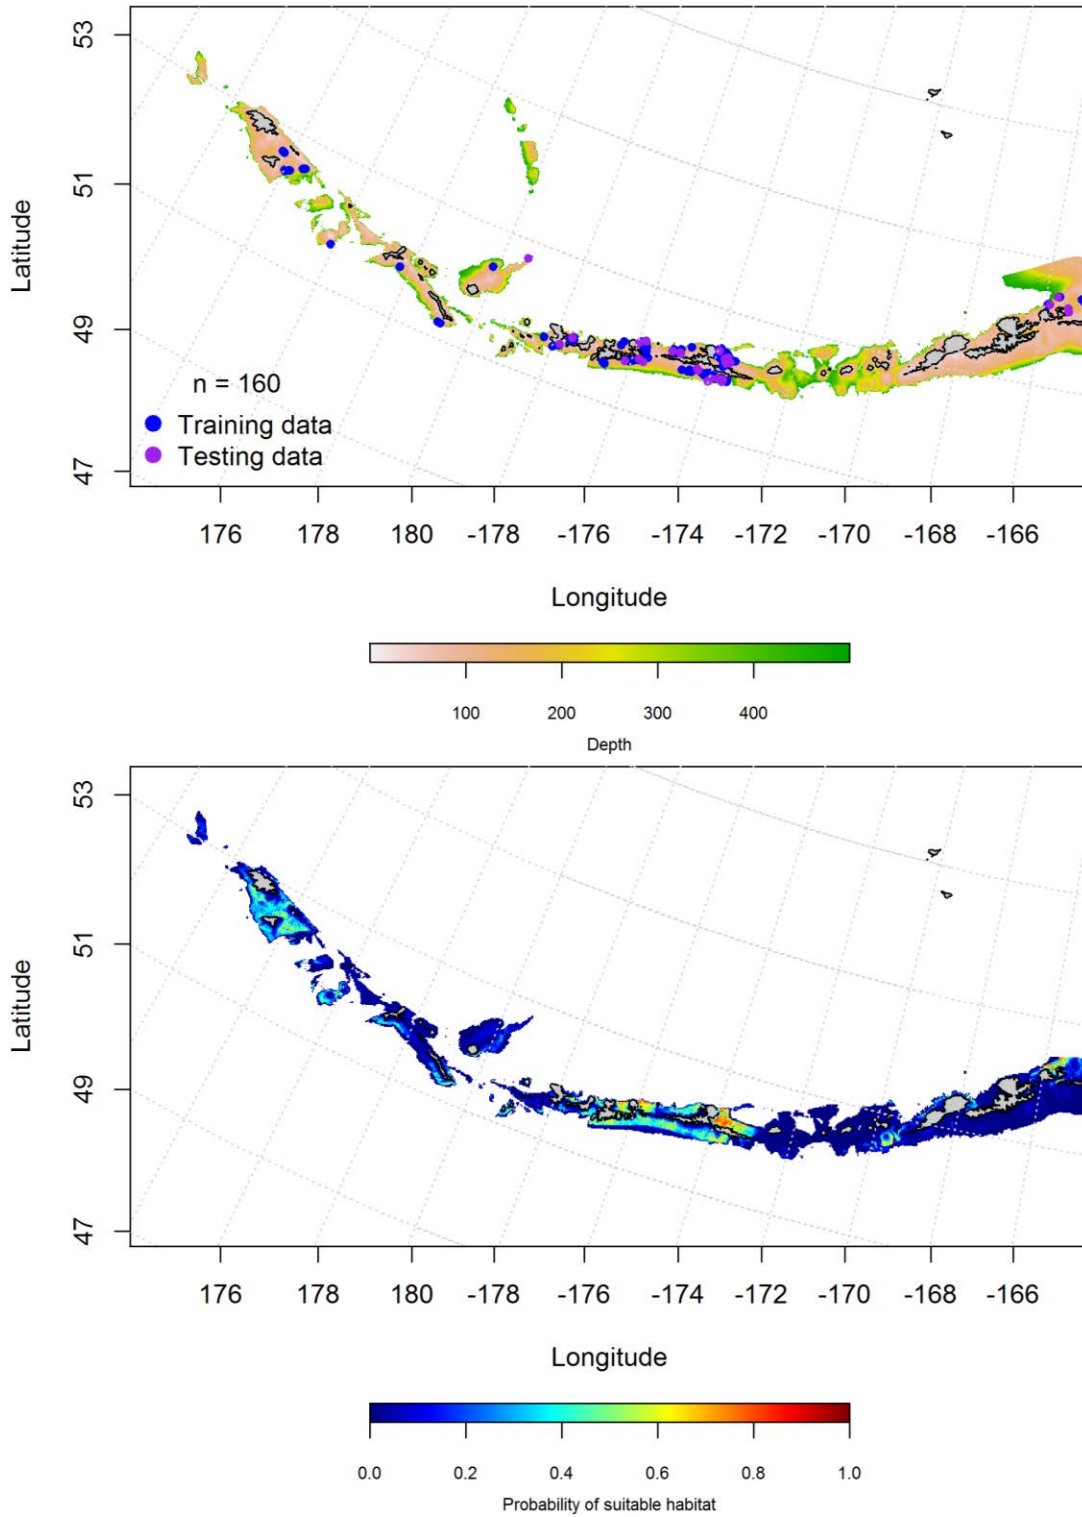 53
51
49
47
Latitude
n = 160
Training data
Testing data
176 178 180 -178 -176 -174 -172 -170 -168 -166
Longitude
100 200 300 400
Depth
53
51
49
47
Latitude
176 178 180 -178 -176 -174 -172 -170 -168 -166
Longitude
0.0 0.2 0.4 0.6 0.8 1.0
Probability of suitable habitat